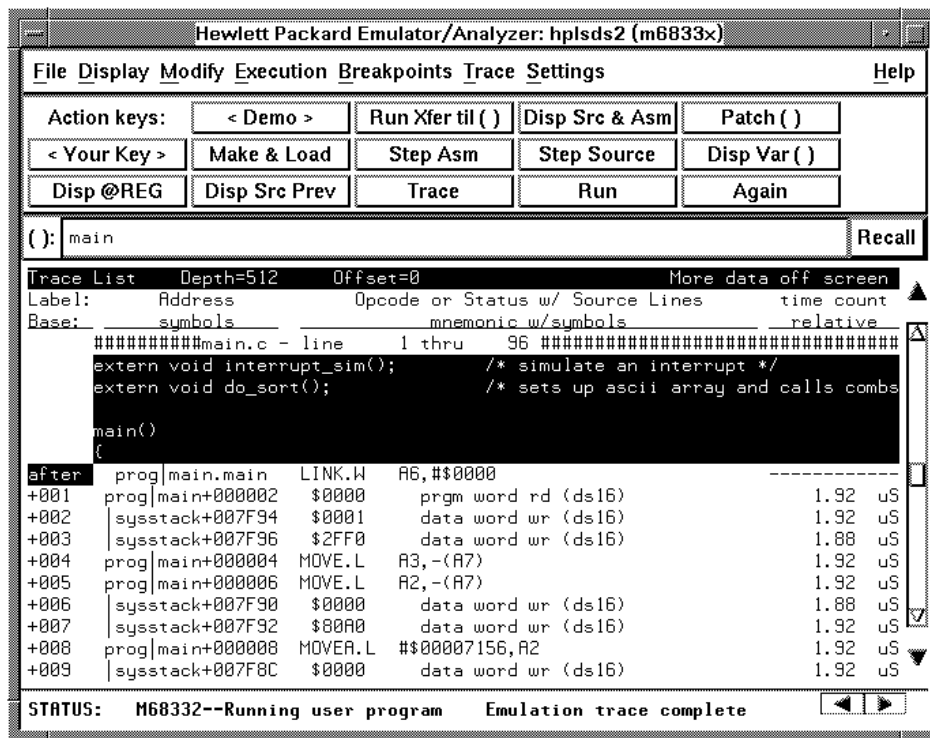 Hewlett Packard Emulator/Analyzer: hplsds2 (m6833x)
File Display Modify Execution Breakpoints Trace Settings Help
Action keys: < Demo > Run Xfer til ( ) Disp Src & Asm Patch ( )
< Your Key > Make & Load Step Asm Step Source Disp Var ( )
Disp @REG Disp Src Prev Trace Run Again
( ): main Recall
Trace List Depth=512 Offset=0 More data off screen
Label: Address Opcode or Status w/ Source Lines time count
Base: symbols mnemonic w/symbols relative
##########main.c - line 1 thru 96 #################################
extern void interrupt_sim(); /* simulate an interrupt */
extern void do_sort(); /* sets up ascii array and calls combs
main()
{
after prog|main.main LINK.W A6,#$0000 ------------
+001 prog|main+000002 $0000 prgm word rd (ds16) 1.92 uS
+002 |sysstack+007F94 $0001 data word wr (ds16) 1.92 uS
+003 |sysstack+007F96 $2FF0 data word wr (ds16) 1.88 uS
+004 prog|main+000004 MOVE.L A3,-(A7) 1.92 uS
+005 prog|main+000006 MOVE.L A2,-(A7) 1.92 uS
+006 |sysstack+007F90 $0000 data word wr (ds16) 1.88 uS
+007 |sysstack+007F92 $80A0 data word wr (ds16) 1.92 uS
+008 prog|main+000008 MOVEA.L #$00007156,A2 1.92 uS
+009 |sysstack+007F8C $0000 data word wr (ds16) 1.92 uS
STATUS: M68332--Running user program Emulation trace complete